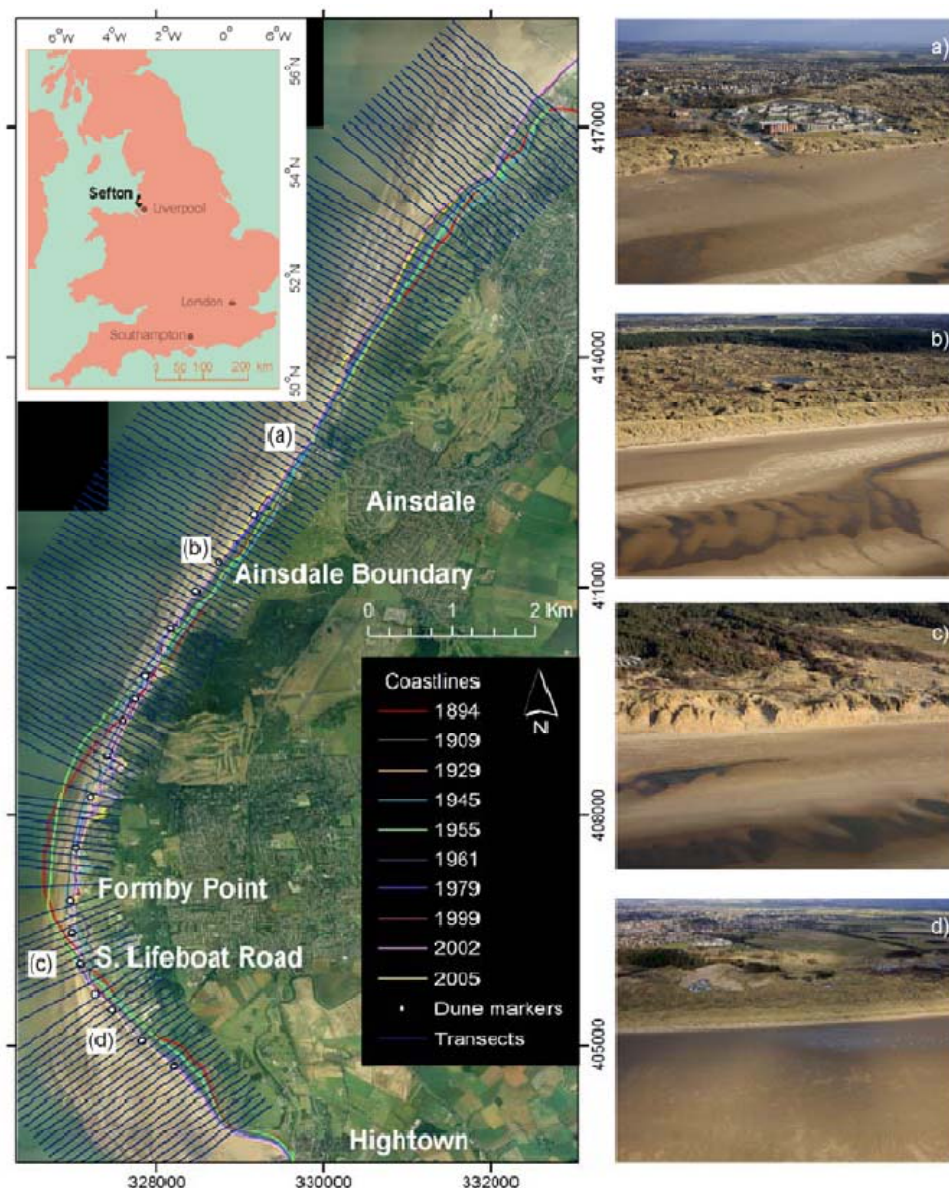 6°W 4°W 2°W 0° 6°W
56°N
54°N
52°N
50°N
Sefton
Liverpool
London
Southampton
0 50 100 200
km
417000
414000
411000
408000
405000
(a)
Ainsdale
(b)
Ainsdale Boundary
0 1 2 Km
Coastlines
1894
1909
1929
1945
1955
1961
1979
1999
2002
2005
Dune markers
Transects
N
Formby Point
(c)
S. Lifeboat Road
(d)
Hightown
328000 330000 332000
a)
b)
c)
d)